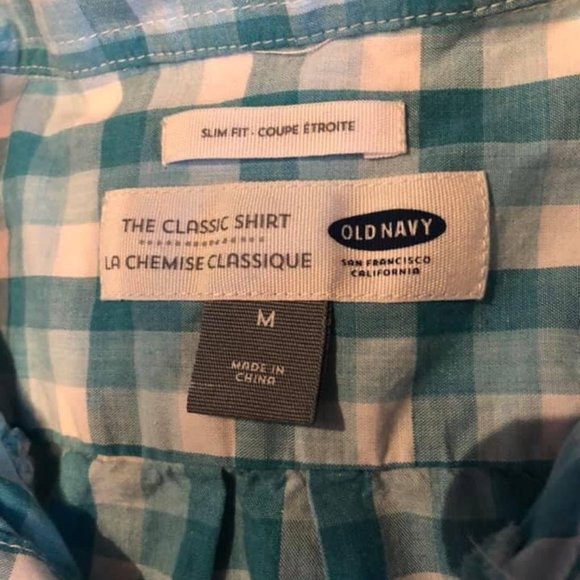 SLIM FIT - COUPE ÉTROITE
THE CLASSIC SHIRT
LA CHEMISE CLASSIQUE
OLD NAVY
SAN FRANCISCO
CALIFORNIA
M
MADE IN
CHINA